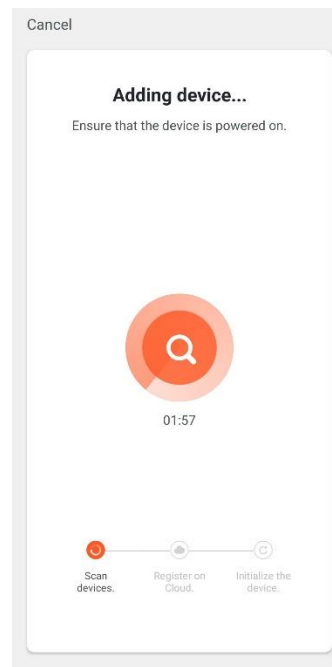 Cancel
Adding device...
Ensure that the device is powered on.
01:57
Scan
devices.
Register on
Cloud.
Initialize the
device.